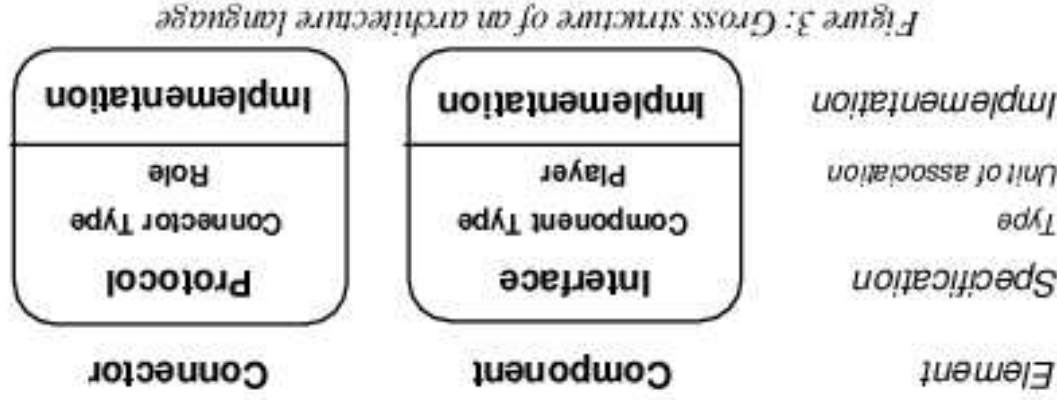 Element Component Connector
Specification Interface Protocol
Type Component Type Connector Type
Unit of association Player Role
Implementation Implementation Implementation
Figure 3: Gross structure of an architecture language